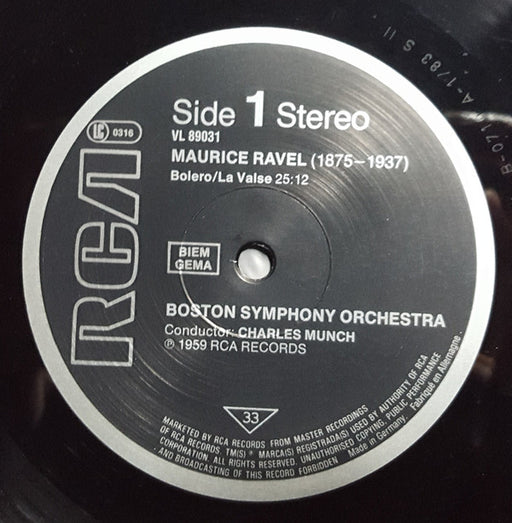 Side 1 Stereo
VL 89031
MAURICE RAVEL (1875–1937)
Bolero/La Valse 25:12
LC 0316
RCA
BIEM
GEMA
BOSTON SYMPHONY ORCHESTRA
Conductor: CHARLES MUNCH
℗ 1959 RCA RECORDS
33
MARKETED BY RCA RECORDS FROM MASTER RECORDINGS
OF RCA RECORDS. TM(S) ® MARCA(S) REGISTRADA(S) USED BY AUTHORITY OF RCA
CORPORATION. ALL RIGHTS RESERVED. UNAUTHORISED COPYING, PUBLIC PERFORMANCE
AND BROADCASTING OF THIS RECORD FORBIDDEN
Made in Germany. Fabriqué en Allemagne.
A-1/83 S II